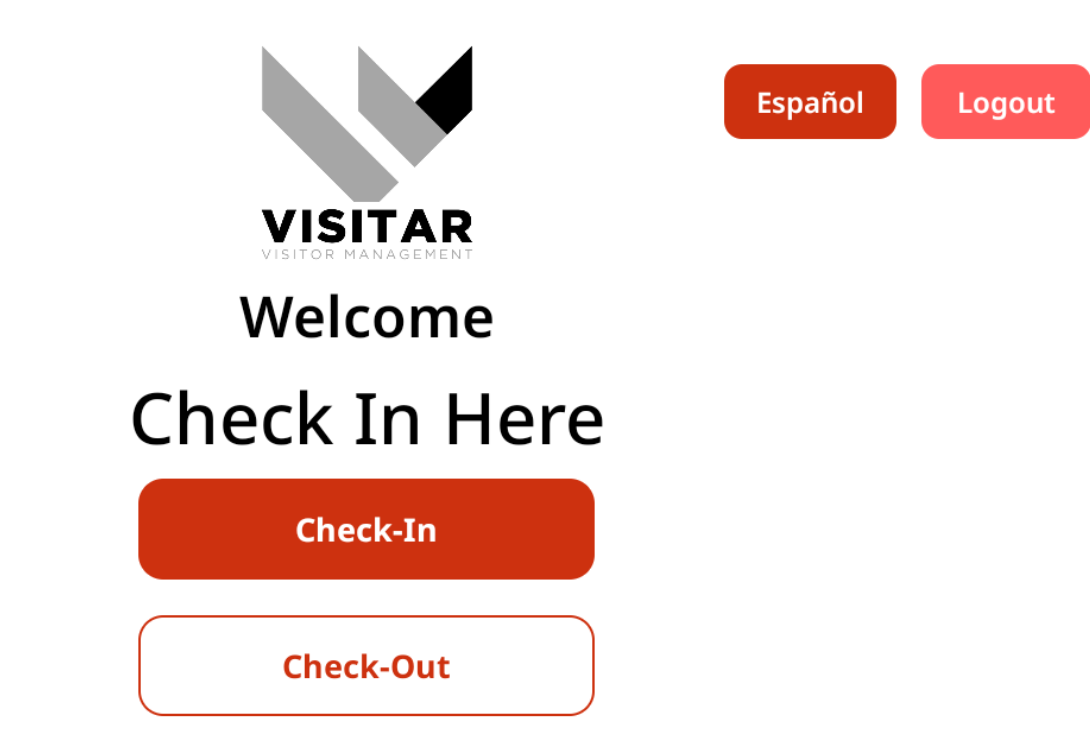 Español
Logout
VISITAR
VISITOR MANAGEMENT
Welcome
Check In Here
Check-In
Check-Out